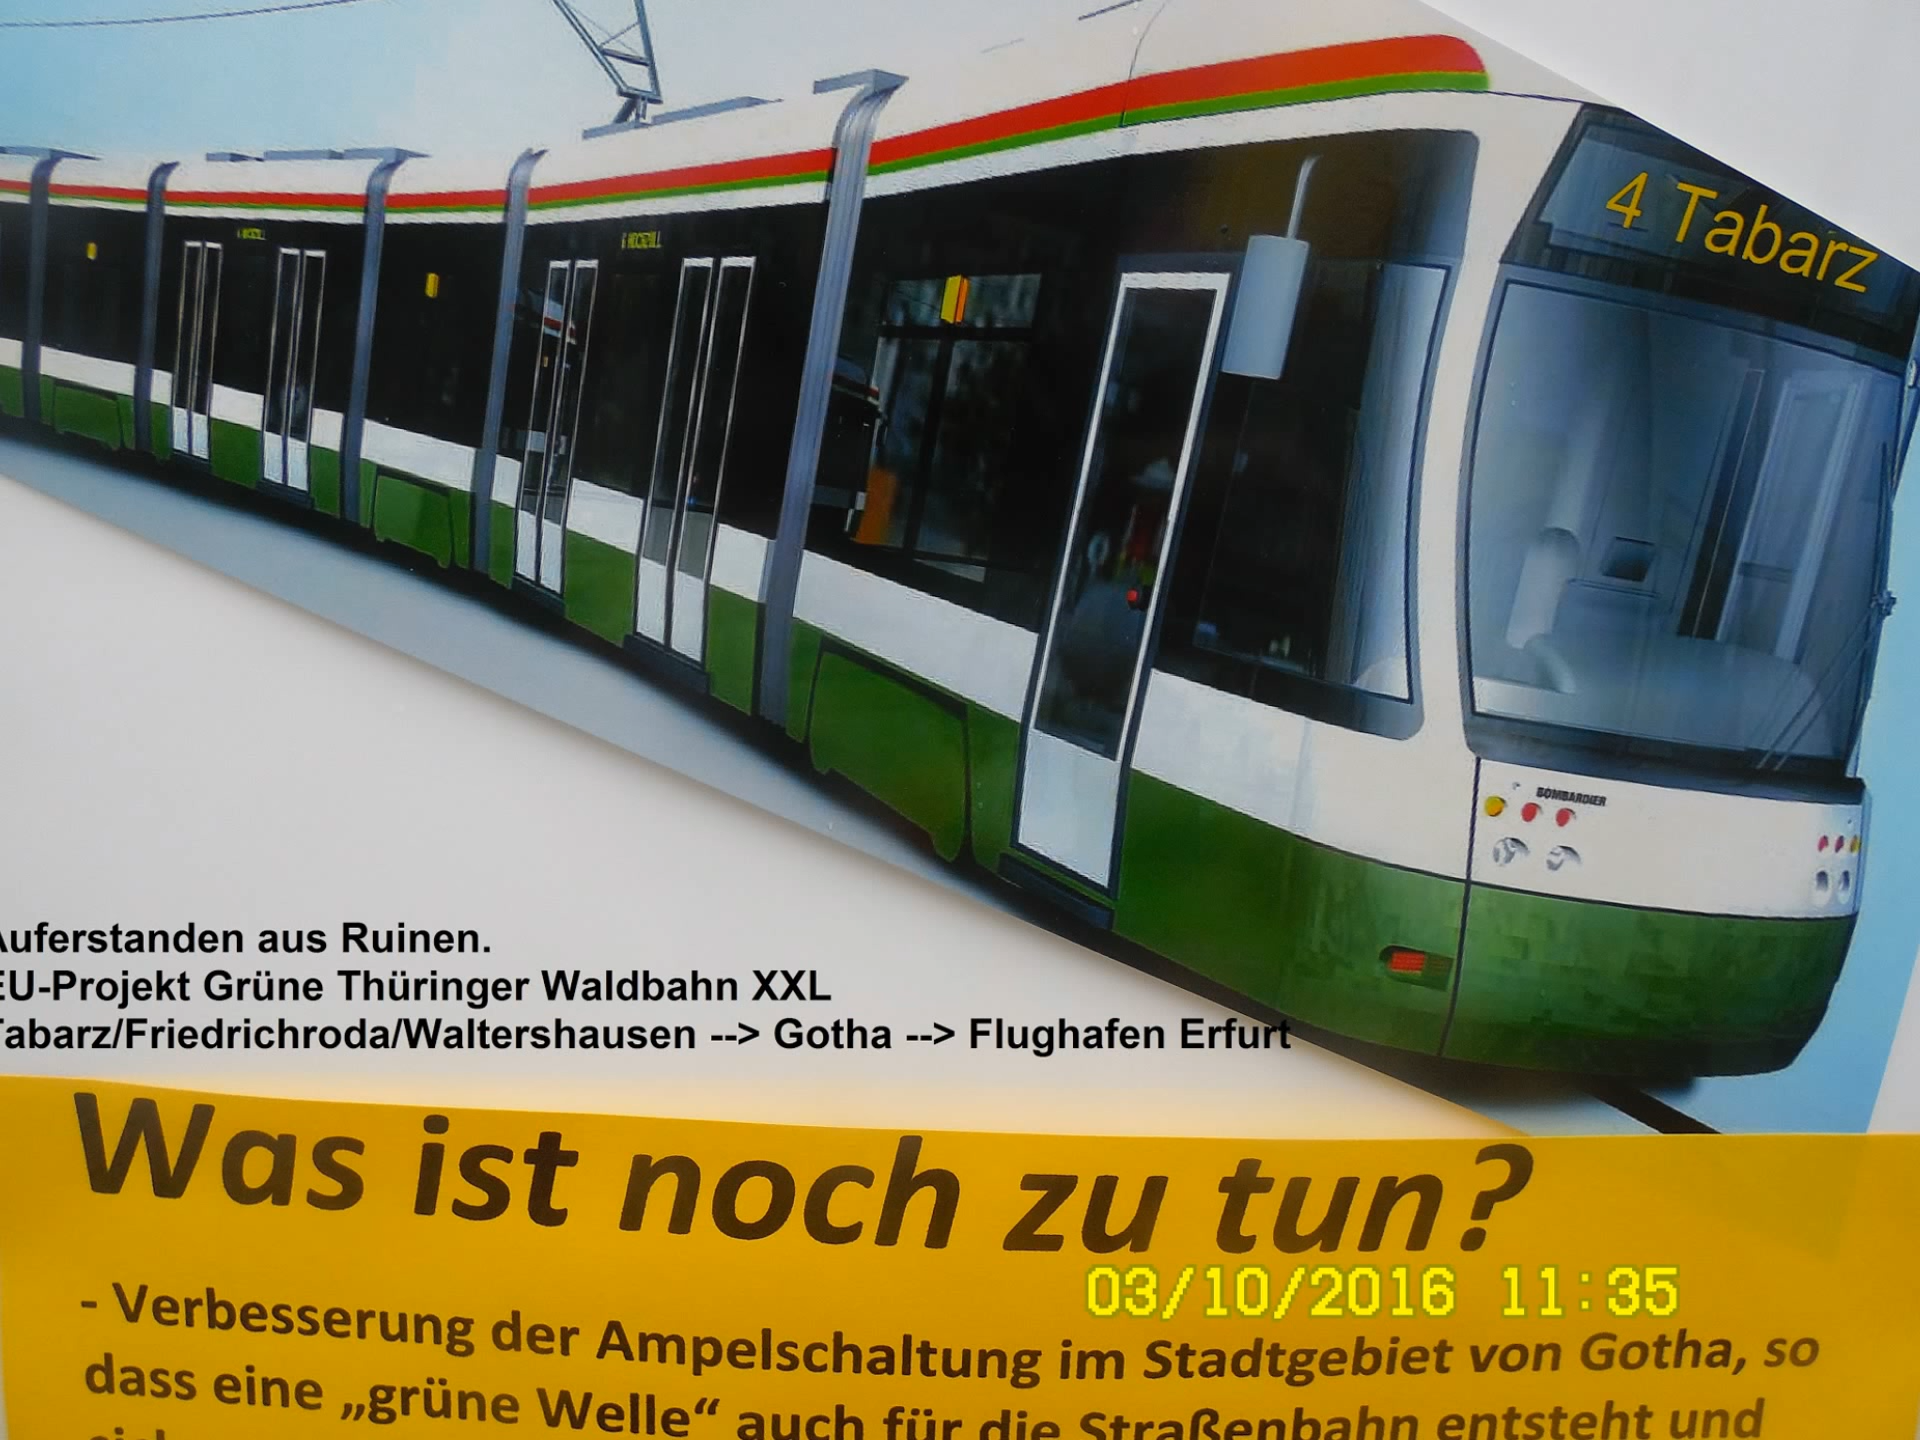 4 Tabarz
BOMBARDIER
Auferstanden aus Ruinen.
EU-Projekt Grüne Thüringer Waldbahn XXL
Tabarz/Friedrichroda/Waltershausen --> Gotha --> Flughafen Erfurt
Was ist noch zu tun?
03/10/2016 11:35
- Verbesserung der Ampelschaltung im Stadtgebiet von Gotha, so
dass eine „grüne Welle“ auch für die Straßenbahn entsteht und